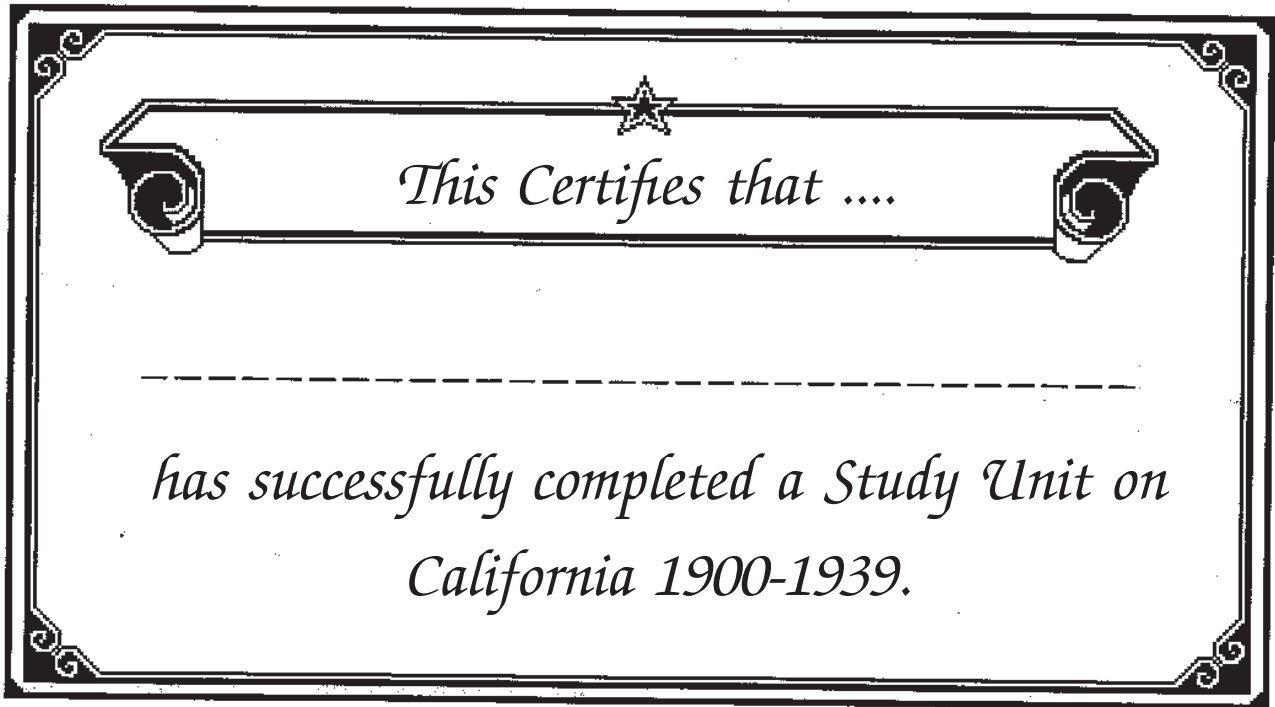 This Certifies that ....
has successfully completed a Study Unit on
California 1900-1939.